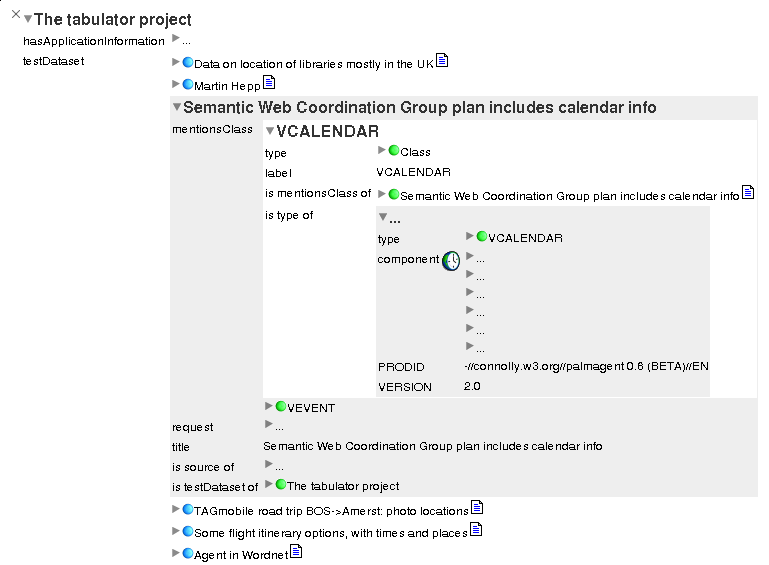 The tabulator project
hasApplicationInformation ...
testDataset Data on location of libraries mostly in the UK
Martin Hepp
Semantic Web Coordination Group plan includes calendar info
mentionsClass VCALENDAR
type Class
label VCALENDAR
is mentionsClass of Semantic Web Coordination Group plan includes calendar info
is type of ...
type VCALENDAR
component ...
...
...
...
...
...
PRODID -//connolly.w3.org//palmagent 0.6 (BETA)//EN
VERSION 2.0
VEVENT
request ...
title Semantic Web Coordination Group plan includes calendar info
is source of ...
is testDataset of The tabulator project
TAGmobile road trip BOS->Amerst: photo locations
Some flight itinerary options, with times and places
Agent in Wordnet